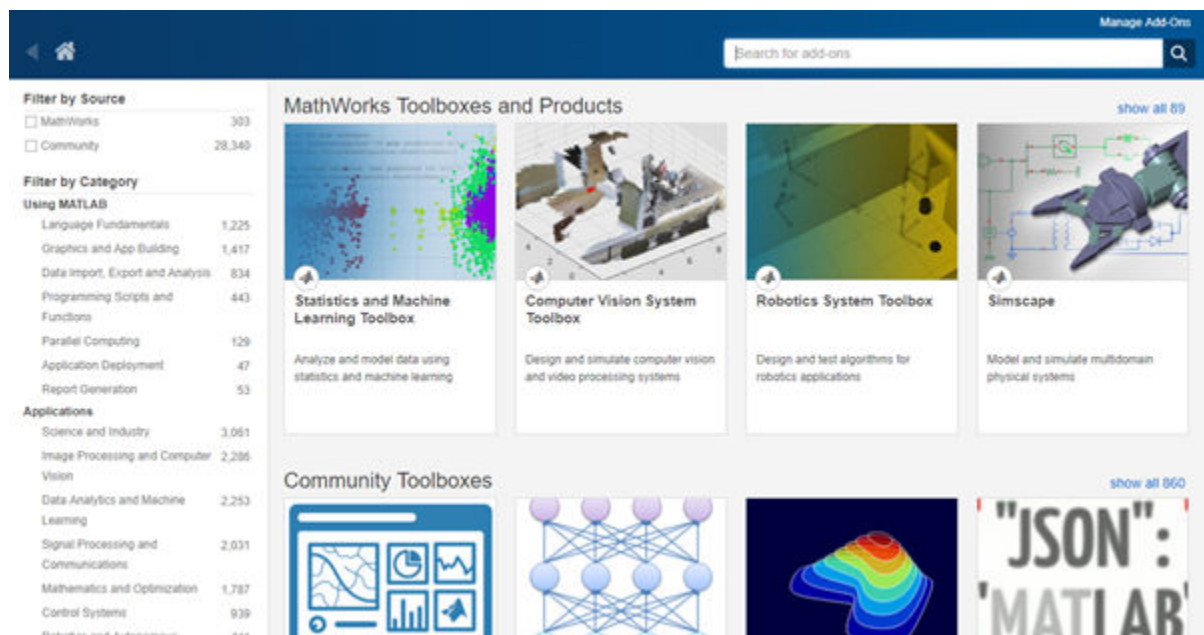 Manage Add-Ons
Search for add-ons
Filter by Source
MathWorks 303
Community 28,340
Filter by Category
Using MATLAB
Language Fundamentals 1,225
Graphics and App Building 1,417
Data Import, Export and Analysis 834
Programming Scripts and 443
Functions
Parallel Computing 129
Application Deployment 47
Report Generation 53
Applications
Science and Industry 3,061
Image Processing and Computer 2,286
Vision
Data Analytics and Machine 2,253
Learning
Signal Processing and 2,031
Communications
Mathematics and Optimization 1,787
Control Systems 939
Robotics and Autonomous
MathWorks Toolboxes and Products show all 89
Statistics and Machine
Learning Toolbox
Analyze and model data using
statistics and machine learning
Computer Vision System
Toolbox
Design and simulate computer vision
and video processing systems
Robotics System Toolbox
Design and test algorithms for
robotics applications
Simscape
Model and simulate multidomain
physical systems
Community Toolboxes show all 860
"JSON":
'MATLAB'